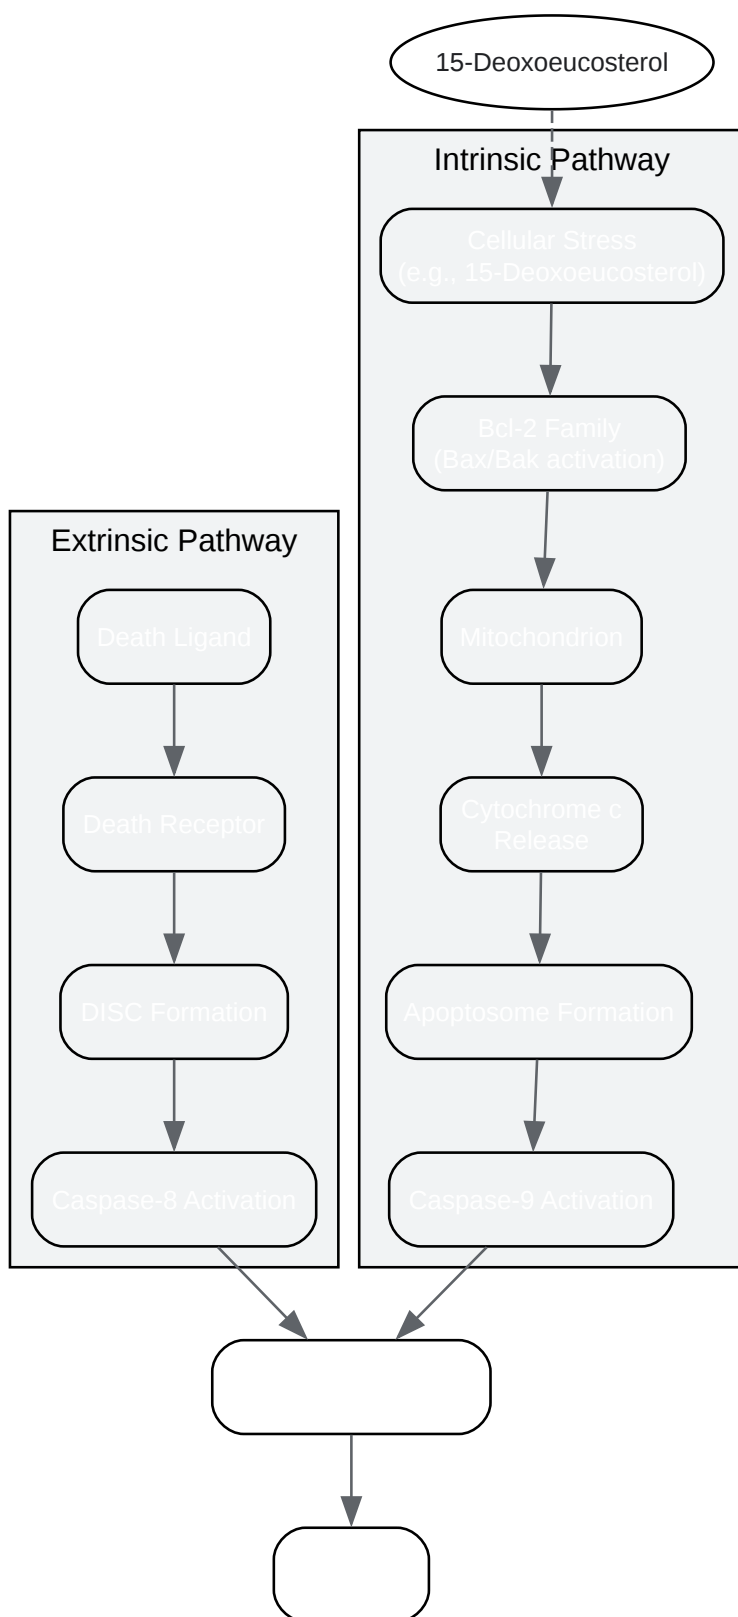 15-Deoxoeucosterol
Intrinsic Pathway
Cellular Stress
(e.g., 15-Deoxoeucosterol)
Bcl-2 Family
(Bax/Bak activation)
Extrinsic Pathway
Death Ligand
Mitochondrion
Death Receptor
Cytochrome c
Release
DISC Formation
Apoptosome Formation
Caspase-8 Activation
Caspase-9 Activation